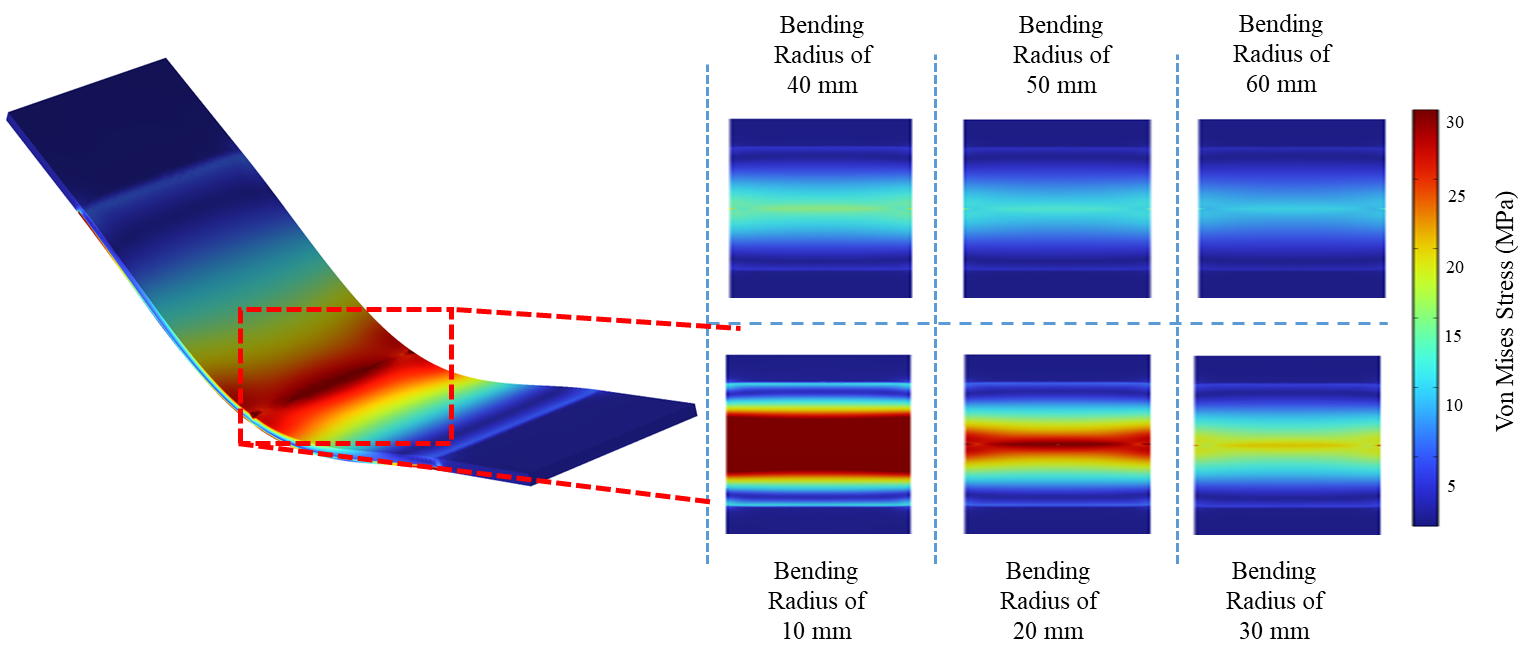 Bending
Radius of
40 mm
Bending
Radius of
50 mm
Bending
Radius of
60 mm
30
25
20
15
10
5
Von Mises Stress (MPa)
Bending
Radius of
10 mm
Bending
Radius of
20 mm
Bending
Radius of
30 mm